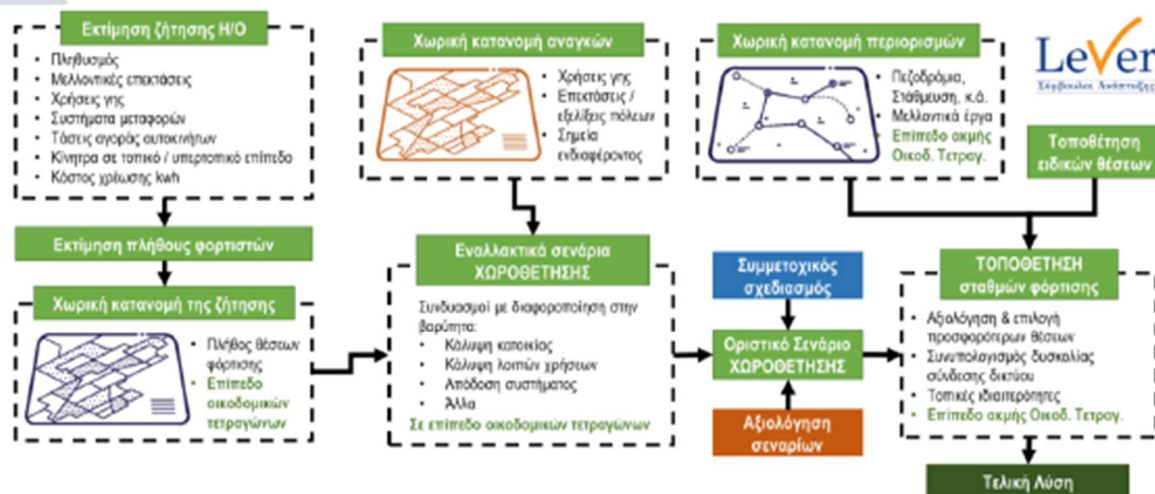 Εκτίμηση ζήτησης Η/Ο
• Πληθυσμός
• Μελλοντικές επεκτάσεις
• Χρήσεις γης
• Συστήματα μεταφορών
• Τάσεις αγοράς αυτοκινήτων
• Κίνητρα σε τοπικό / υπερτοπικό επίπεδο
• Κόστος χρέωσης kwh
Χωρική κατανομή αναγκών
• Χρήσεις γης
• Επεκτάσεις /
εξελίξεις πόλεων
• Σημεία
ενδιαφέροντος
Χωρική κατανομή περιορισμών
• Πεζοδρόμια,
Στάθμευση, κ.ά.
• Μελλοντικά έργα
• Επίπεδο ακμής
Οικοδ. Τετραγ.
LeVer
Σύμβουλοι Ανάπτυξης
Τοποθέτηση
ειδικών θέσεων
Εκτίμηση πλήθους φορτιστών
Χωρική κατανομή της ζήτησης
• Πλήθος θέσεων
φόρτισης
• Επίπεδο
οικοδομικών
τετραγώνων
Εναλλακτικά σενάρια
ΧΩΡΟΘΕΤΗΣΗΣ
Συνδυασμοί με διαφοροποίηση στην
βαρύτητα:
• Κάλυψη κατοικίας
• Κάλυψη λοιπών χρήσεων
• Απόδοση συστήματος
• Άλλα
Σε επίπεδο οικοδομικών τετραγώνων
Συμμετοχικός
σχεδιασμός
Οριστικό Σενάριο
ΧΩΡΟΘΕΤΗΣΗΣ
Αξιολόγηση
σεναρίων
ΤΟΠΟΘΕΤΗΣΗ
σταθμών φόρτισης
• Αξιολόγηση & επιλογή
προσφορότερων θέσεων
• Συνυπολογισμός δυσκολίας
σύνδεσης δικτύου
• Τοπικές ιδιαιτερότητες
• Επίπεδο ακμής Οικοδ. Τετραγ.
Τελική Λύση